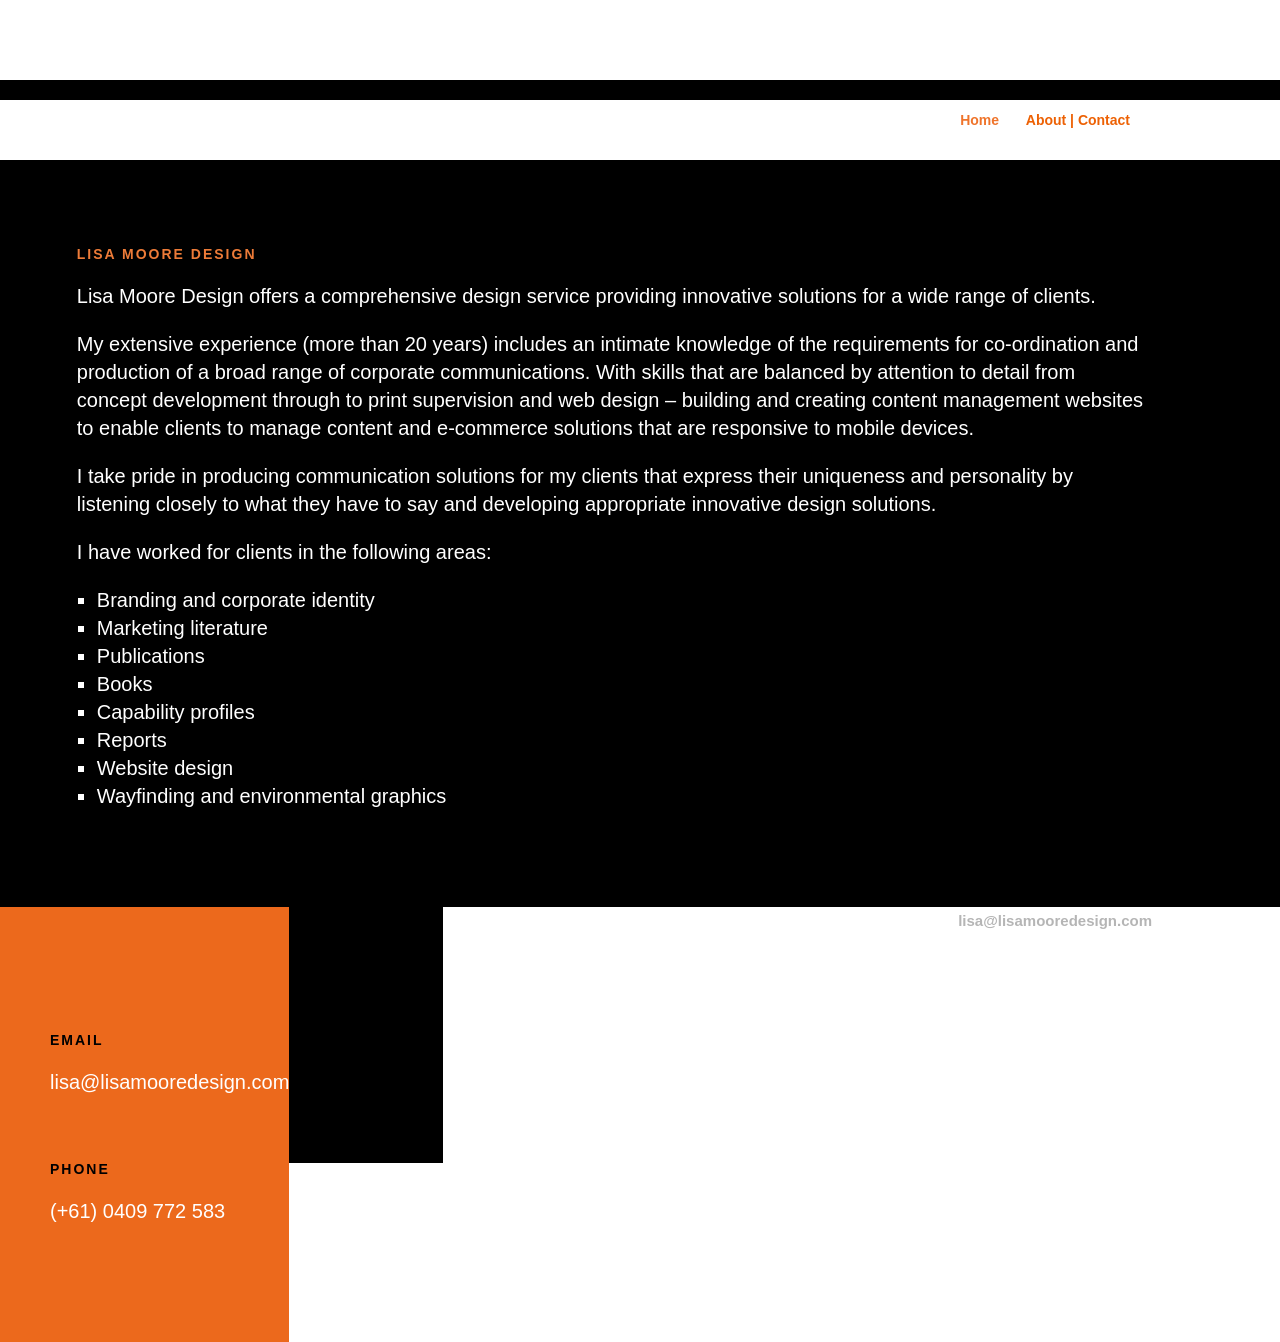 Home
About | Contact
LISA MOORE DESIGN
Lisa Moore Design offers a comprehensive design service providing innovative solutions for a wide range of clients.
My extensive experience (more than 20 years) includes an intimate knowledge of the requirements for co-ordination and
production of a broad range of corporate communications. With skills that are balanced by attention to detail from
concept development through to print supervision and web design – building and creating content management websites
to enable clients to manage content and e-commerce solutions that are responsive to mobile devices.
I take pride in producing communication solutions for my clients that express their uniqueness and personality by
listening closely to what they have to say and developing appropriate innovative design solutions.
I have worked for clients in the following areas:
Branding and corporate identity
Marketing literature
Publications
Books
Capability profiles
Reports
Website design
Wayfinding and environmental graphics
lisa@lisamooredesign.com
EMAIL
lisa@lisamooredesign.com
PHONE
(+61) 0409 772 583